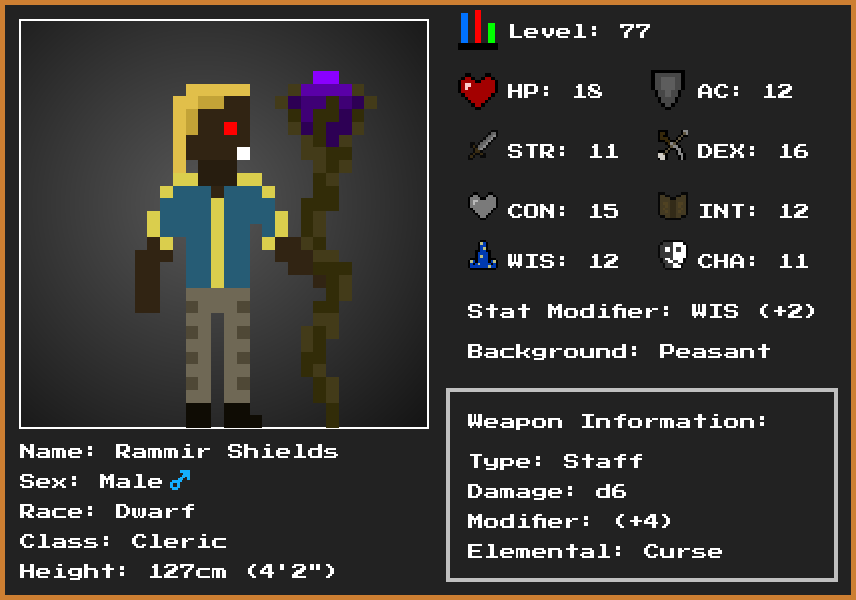 Level: 77
HP: 18
AC: 12
STR: 11
DEX: 16
CON: 15
INT: 12
WIS: 12
CHA: 11
Stat Modifier: WIS (+2)
Background: Peasant
Weapon Information:
Type: Staff
Damage: d6
Modifier: (+4)
Elemental: Curse
Name: Rammir Shields
Sex: Male♂
Race: Dwarf
Class: Cleric
Height: 127cm (4'2")